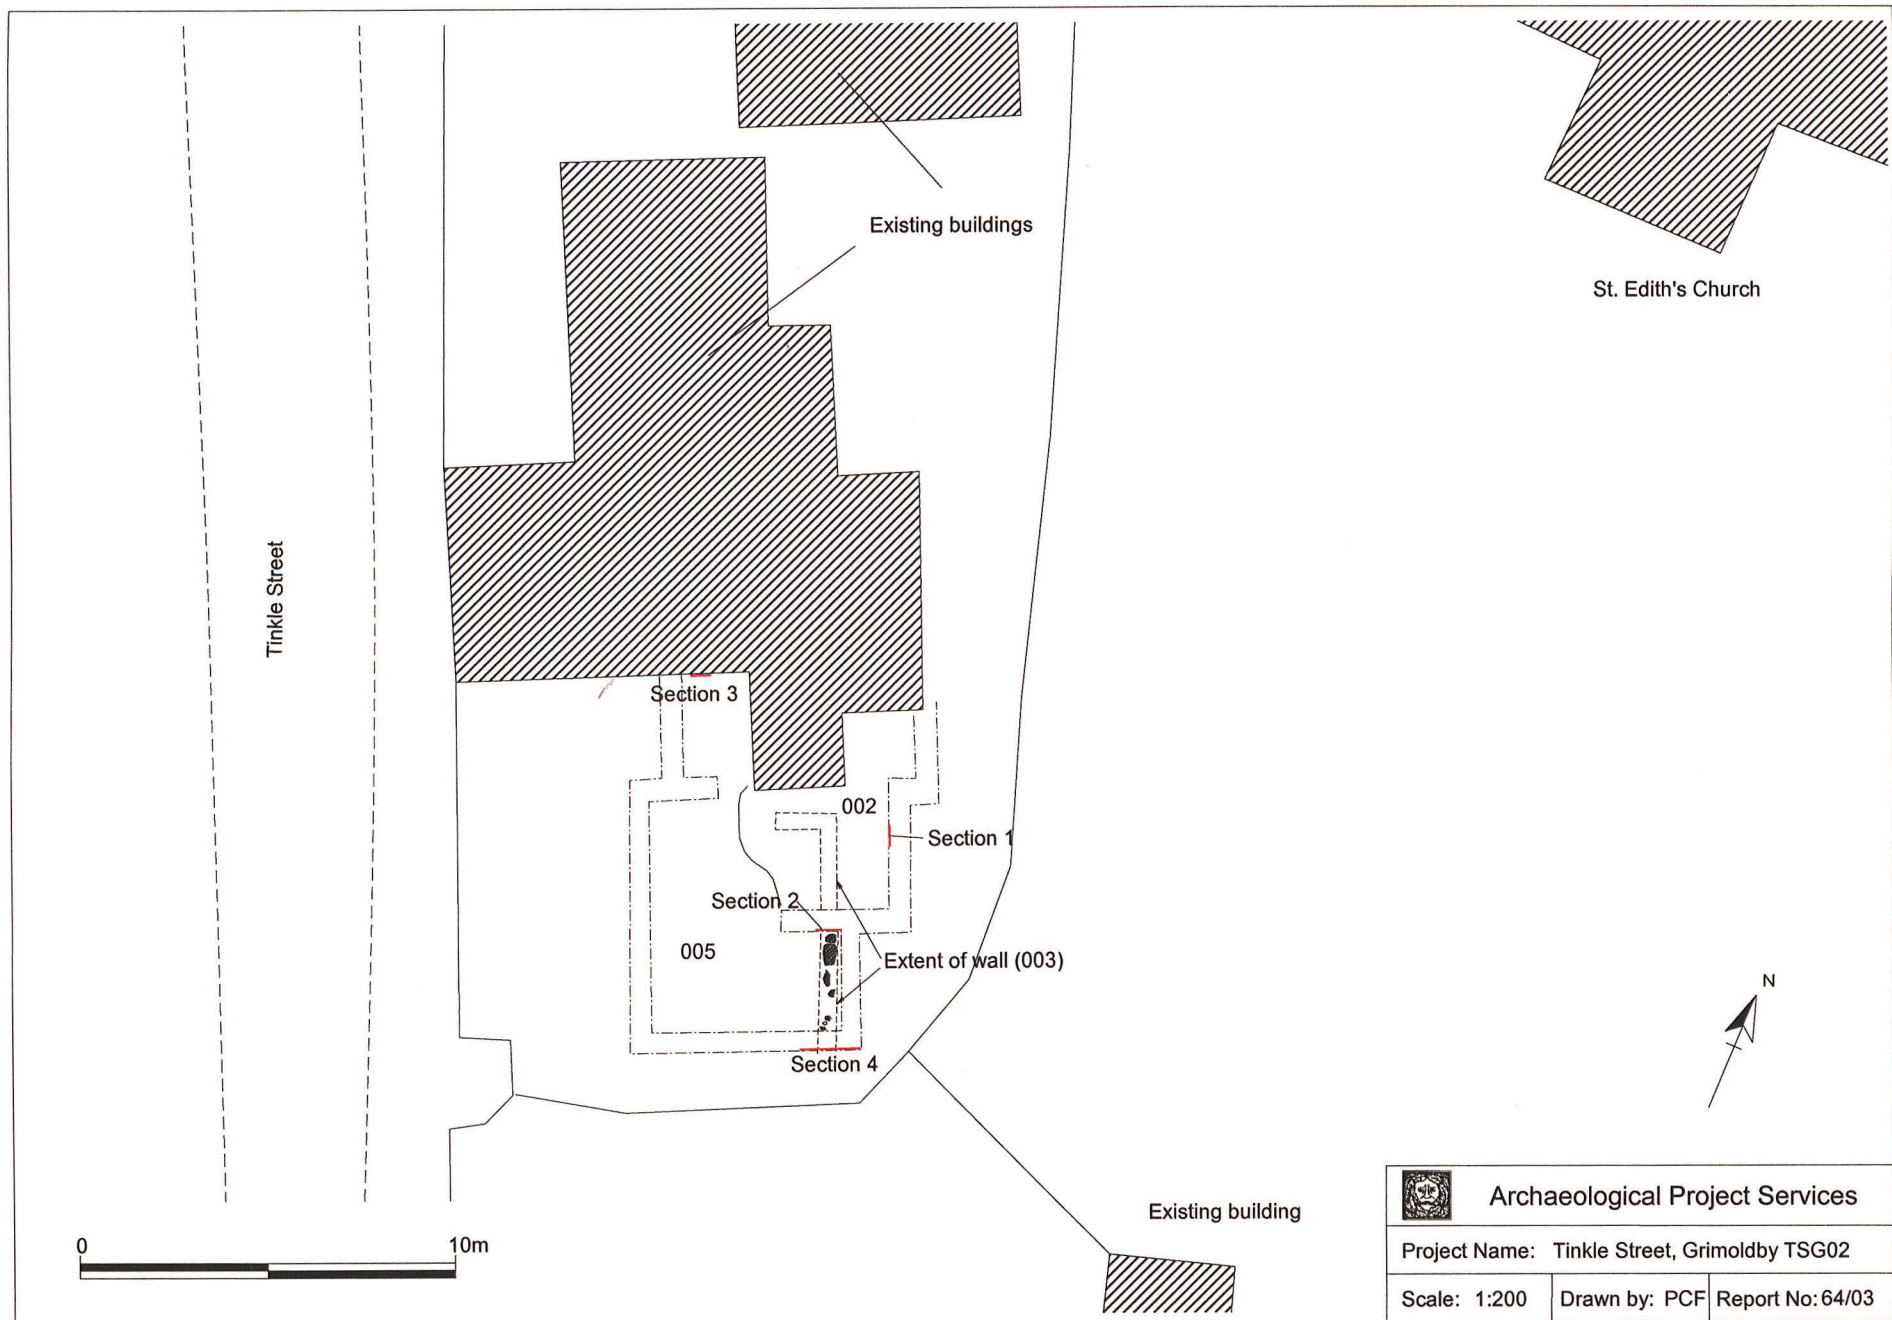 Existing buildings
St. Edith's Church
Tinkle Street
Section 3
002
Section 1
Section 2
005
Extent of wall (003)
Section 4
N
Existing building
0 10m
Archaeological Project Services
Project Name: Tinkle Street, Grimoldby TSG02
Scale: 1:200 Drawn by: PCF Report No: 64/03